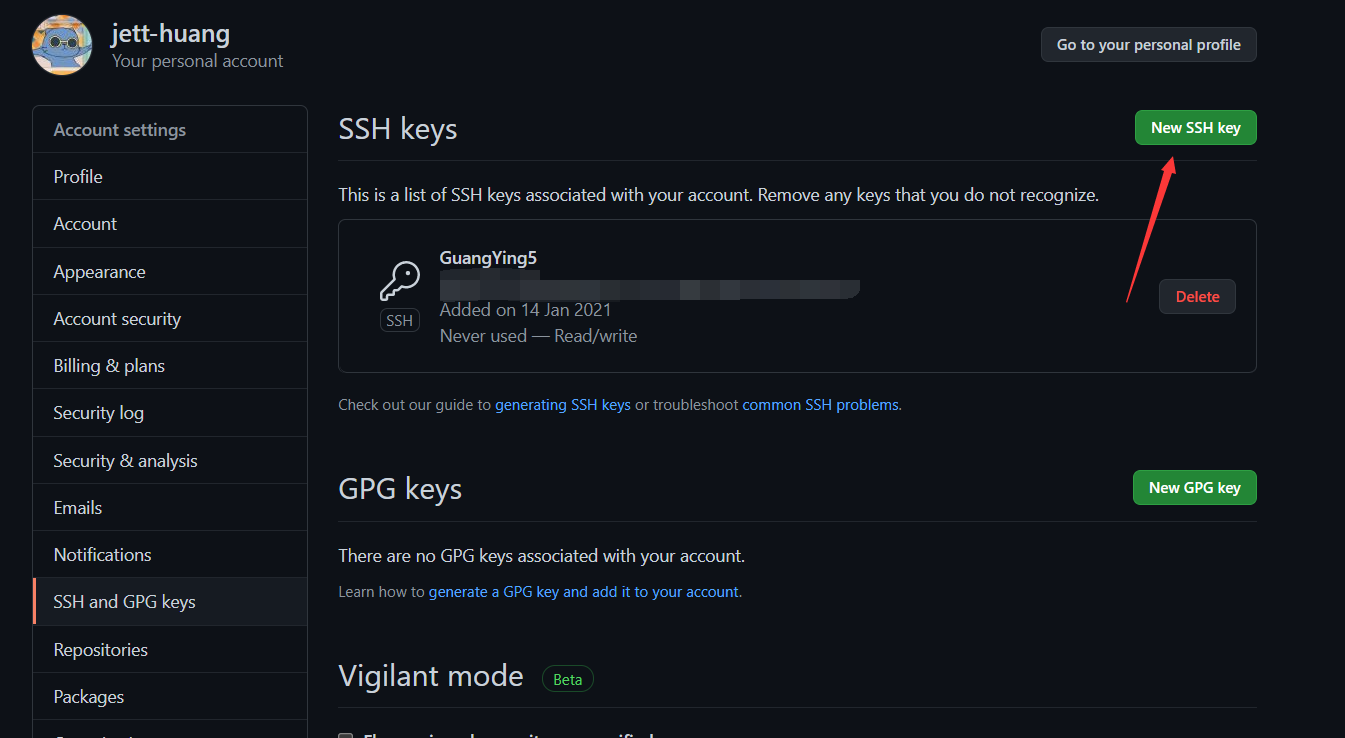 jett-huang
Your personal account
Go to your personal profile
Account settings
Profile
Account
Appearance
Account security
Billing & plans
Security log
Security & analysis
Emails
Notifications
SSH and GPG keys
Repositories
Packages
SSH keys
New SSH key
This is a list of SSH keys associated with your account. Remove any keys that you do not recognize.
GuangYing5
SSH
Added on 14 Jan 2021
Never used — Read/write
Delete
Check out our guide to generating SSH keys or troubleshoot common SSH problems.
GPG keys
New GPG key
There are no GPG keys associated with your account.
Learn how to generate a GPG key and add it to your account.
Vigilant mode
Beta